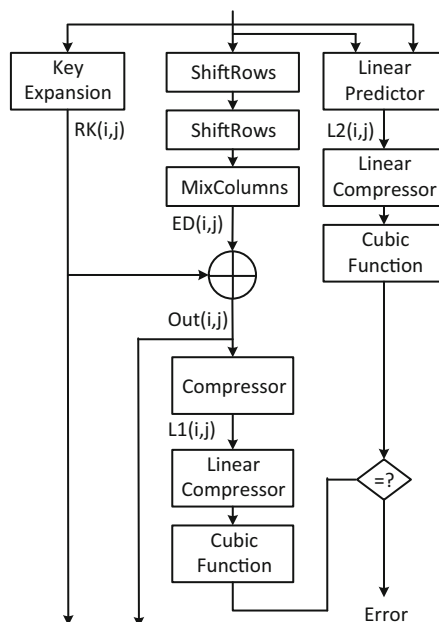 Key
Expansion
RK(i,j)
ShiftRows
ShiftRows
MixColumns
ED(i,j)
Out(i,j)
Compressor
L1(i,j)
Linear
Compressor
Cubic
Function
Linear
Predictor
L2(i,j)
Linear
Compressor
Cubic
Function
=?
Error